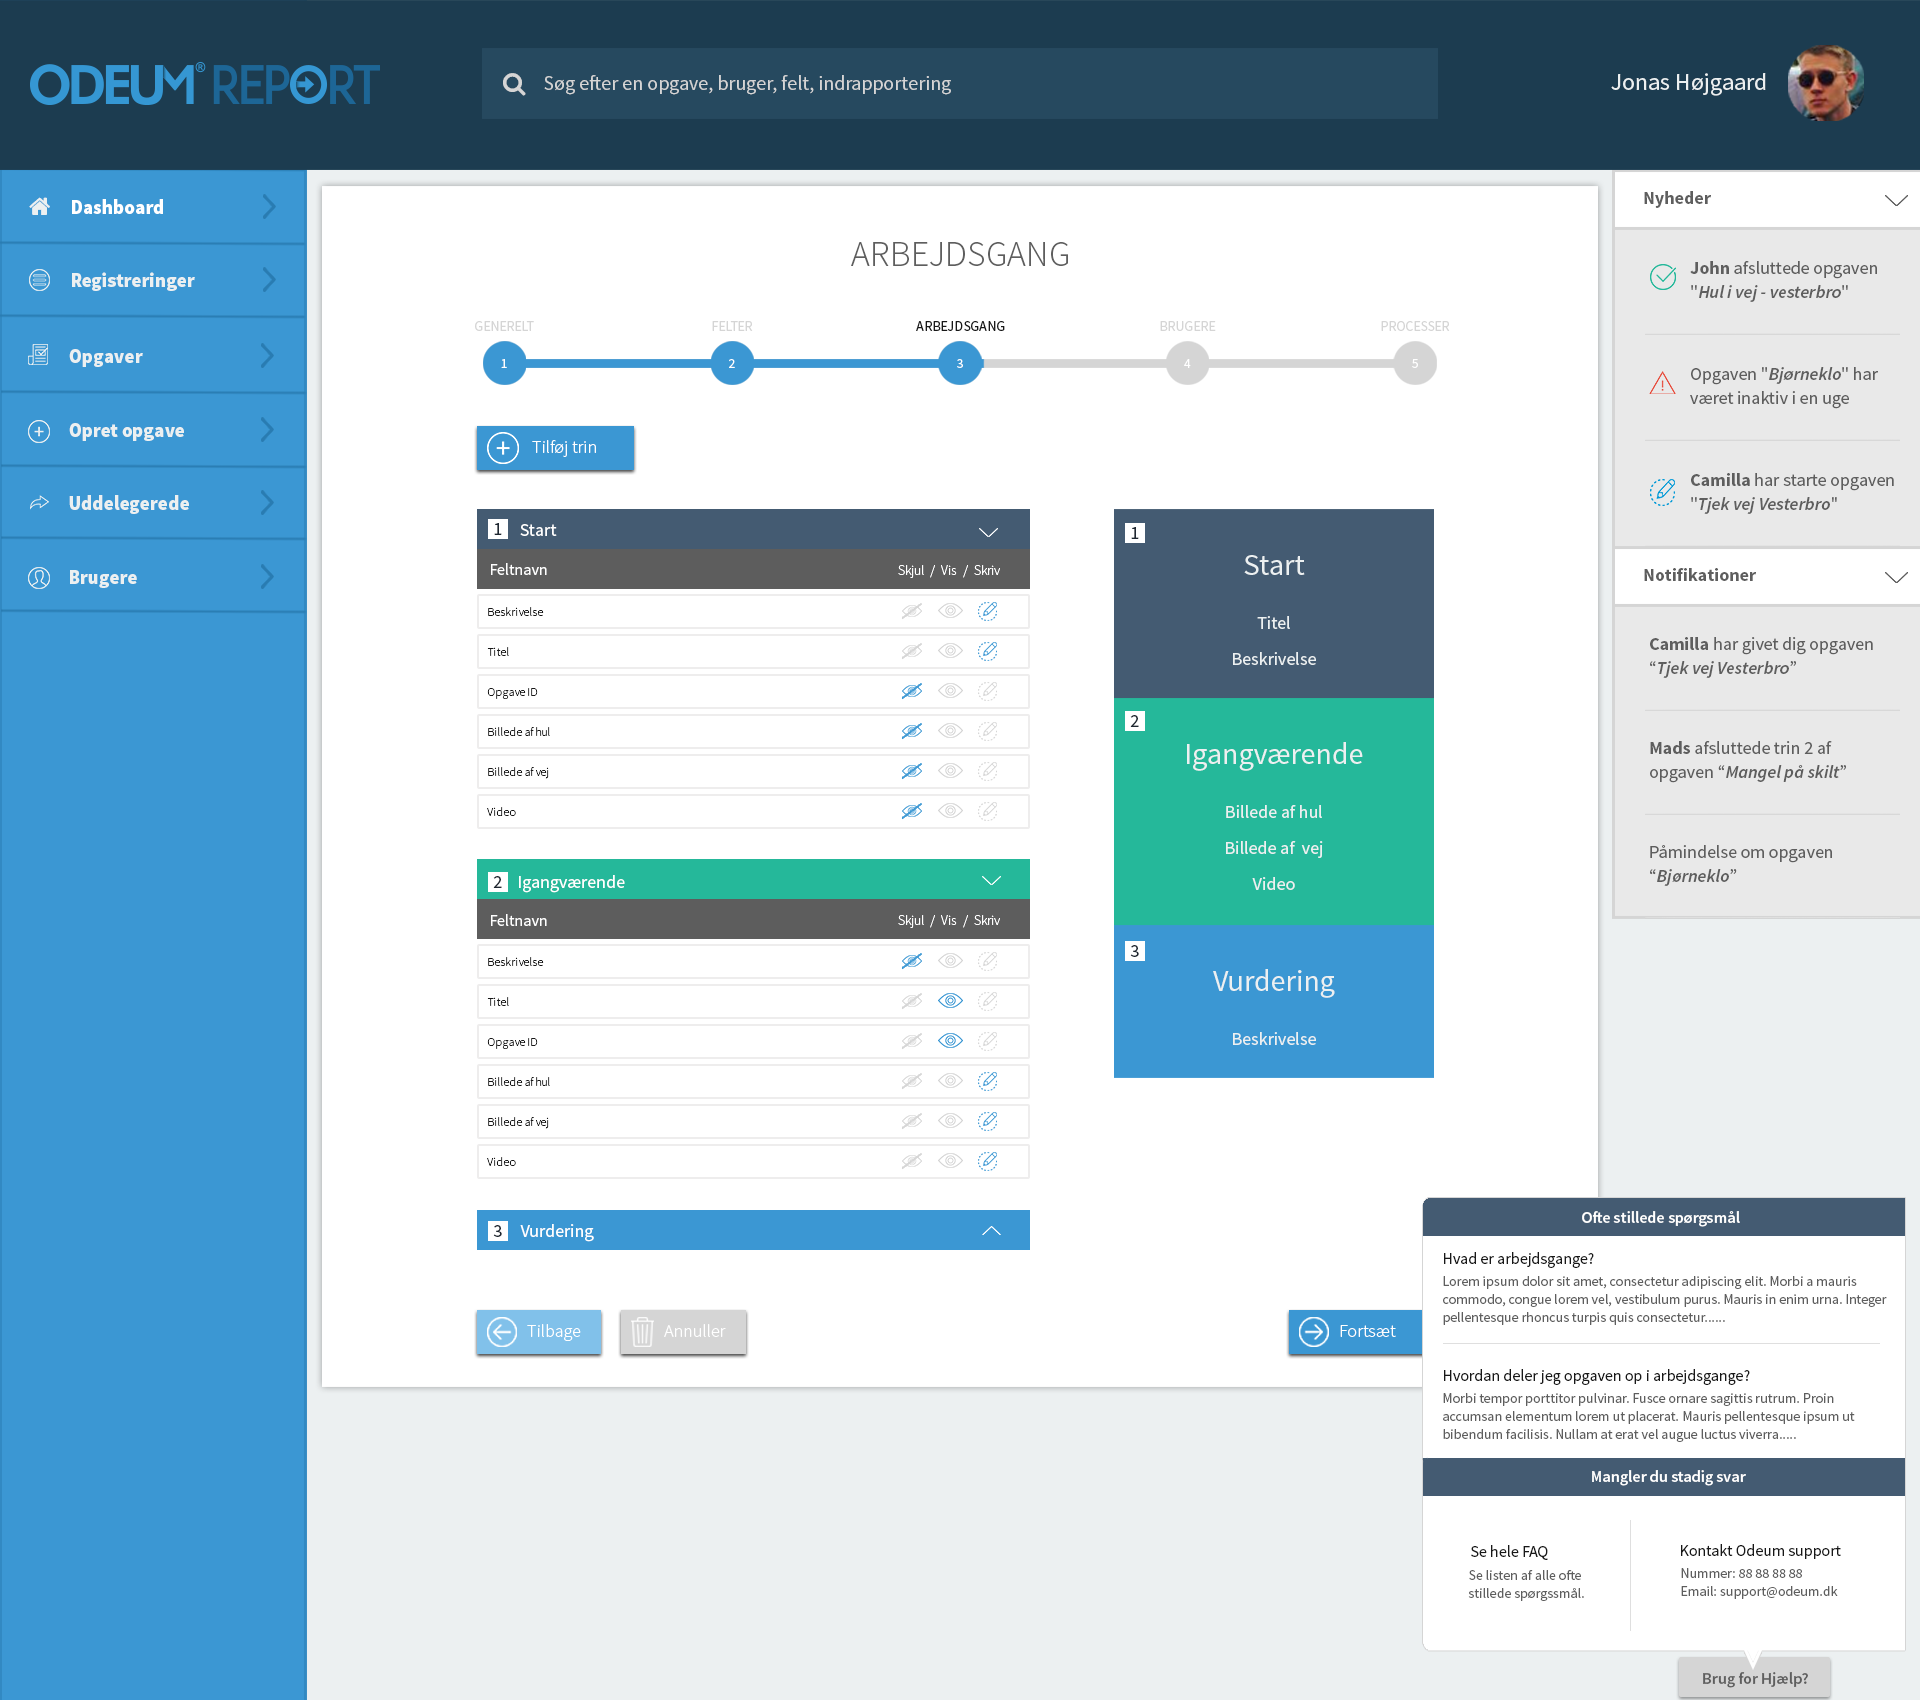 ODEUM® REPORT
Søg efter en opgave, bruger, felt, indrapportering
Jonas Højgaard
Dashboard
Registreringer
Opgaver
Opret opgave
Uddelegerede
Brugere
ARBEJDSGANG
GENERELT
FELTER
ARBEJDSGANG
BRUGERE
PROCESSER
1
2
3
4
5
Tilføj trin
1 Start
Feltnavn
Skjul / Vis / Skriv
Beskrivelse
Titel
Opgave ID
Billede af hul
Billede af vej
Video
2 Igangværende
Feltnavn
Skjul / Vis / Skriv
Beskrivelse
Titel
Opgave ID
Billede af hul
Billede af vej
Video
3 Vurdering
Tilbage
Annuller
Fortsæt
1
Start
Titel
Beskrivelse
2
Igangværende
Billede af hul
Billede af vej
Video
3
Vurdering
Beskrivelse
Nyheder
John afsluttede opgaven
"Hul i vej - vesterbro"
Opgaven "Bjørneklo" har
været inaktiv i en uge
Camilla har starte opgaven
"Tjek vej Vesterbro"
Notifikationer
Camilla har givet dig opgaven
“Tjek vej Vesterbro”
Mads afsluttede trin 2 af
opgaven “Mangel på skilt”
Påmindelse om opgaven
“Bjørneklo”
Ofte stillede spørgsmål
Hvad er arbejdsgange?
Lorem ipsum dolor sit amet, consectetur adipiscing elit. Morbi a mauris
commodo, congue lorem vel, vestibulum purus. Mauris in enim urna. Integer
pellentesque rhoncus turpis quis consectetur......
Hvordan deler jeg opgaven op i arbejdsgange?
Morbi tempor porttitor pulvinar. Fusce ornare sagittis rutrum. Proin
accumsan elementum lorem ut placerat. Mauris pellentesque ipsum ut
bibendum facilisis. Nullam at erat vel augue luctus viverra.....
Mangler du stadig svar
Se hele FAQ
Se listen af alle ofte
stillede spørgssmål.
Kontakt Odeum support
Nummer: 88 88 88 88
Email: support@odeum.dk
Brug for Hjælp?